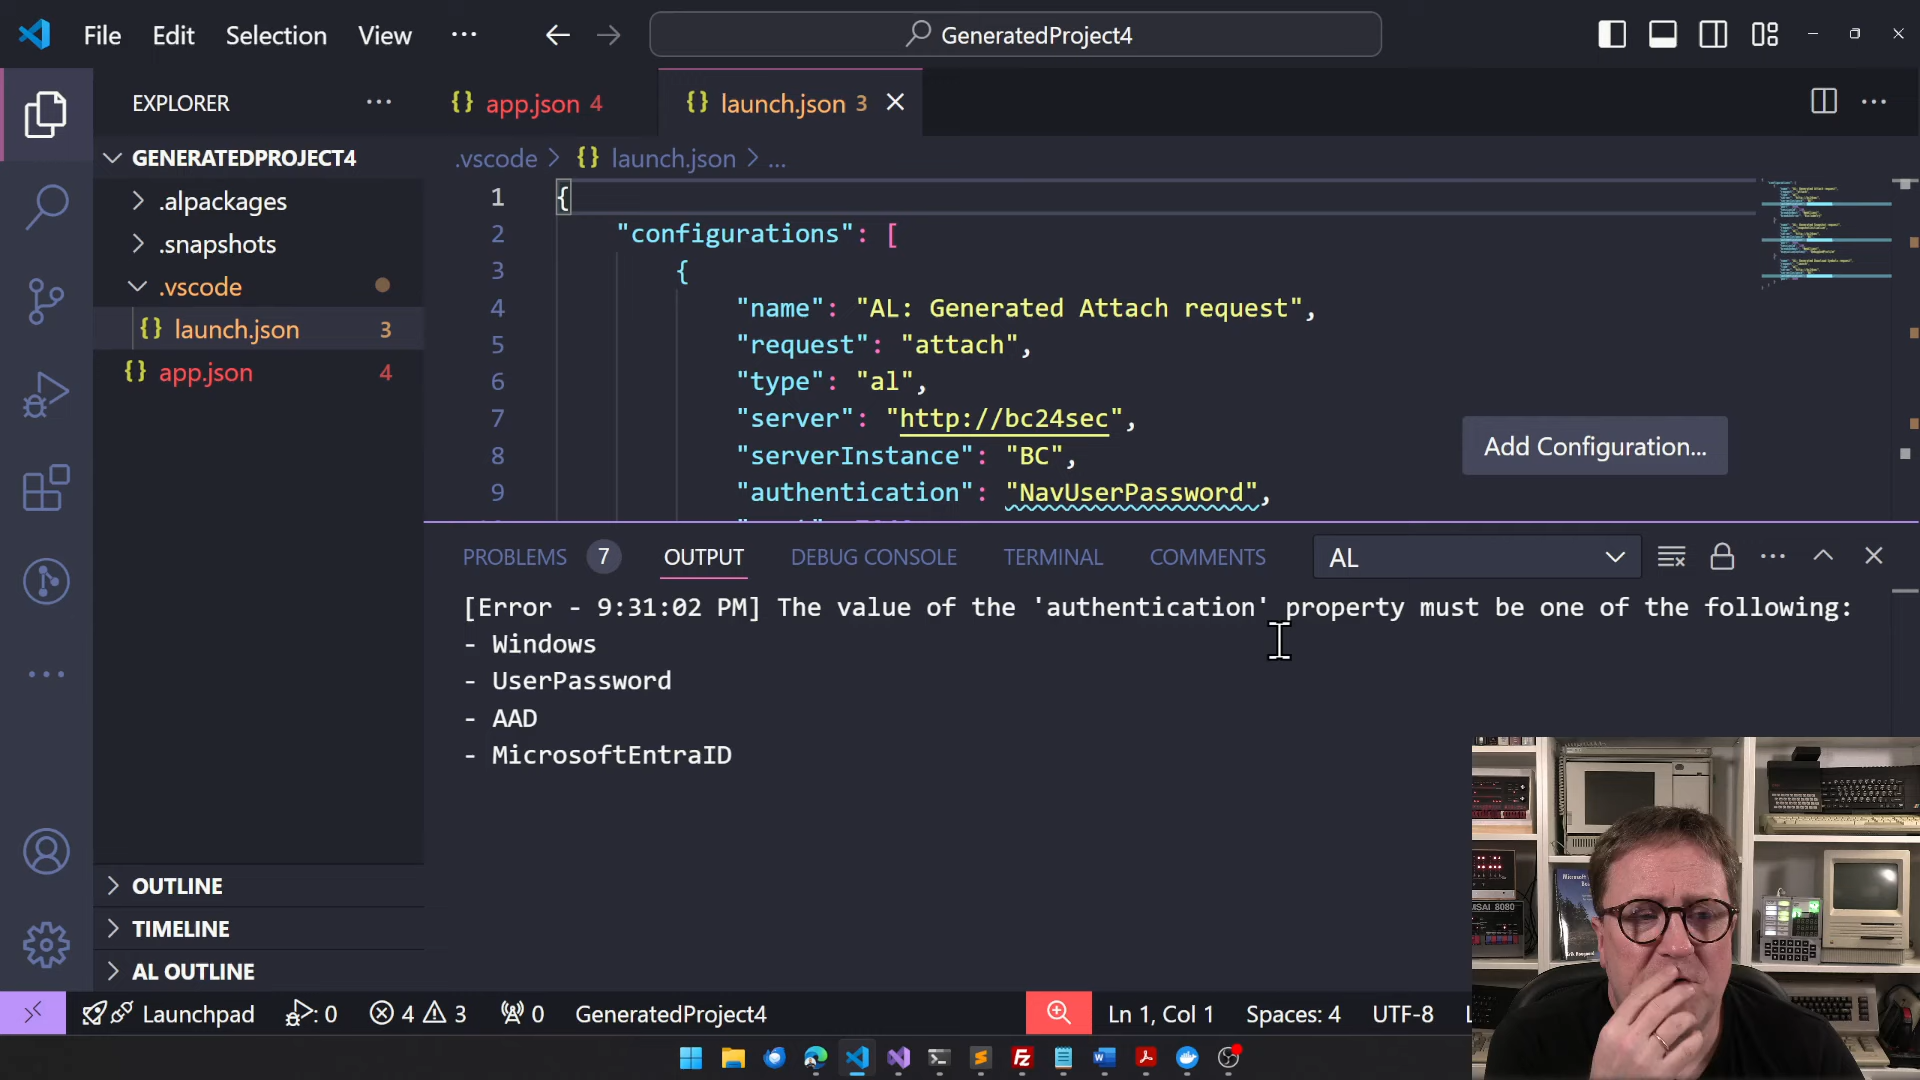 File Edit Selection View ... GeneratedProject4
EXPLORER ...
app.json 4
launch.json 3
GENERATEDPROJECT4
.alpackages
.snapshots
.vscode
launch.json 3
app.json 4
OUTLINE
TIMELINE
AL OUTLINE
.vscode > {} launch.json > ...
1 {
2 "configurations": [
3 {
4 "name": "AL: Generated Attach request",
5 "request": "attach",
6 "type": "al",
7 "server": "http://bc24sec",
8 "serverInstance": "BC",
9 "authentication": "NavUserPassword",
Add Configuration...
PROBLEMS 7 OUTPUT DEBUG CONSOLE TERMINAL COMMENTS AL
[Error - 9:31:02 PM] The value of the 'authentication' property must be one of the following:
- Windows
- UserPassword
- AAD
- MicrosoftEntraID
Launchpad : 0 4 3 0 GeneratedProject4 Ln 1, Col 1 Spaces: 4 UTF-8